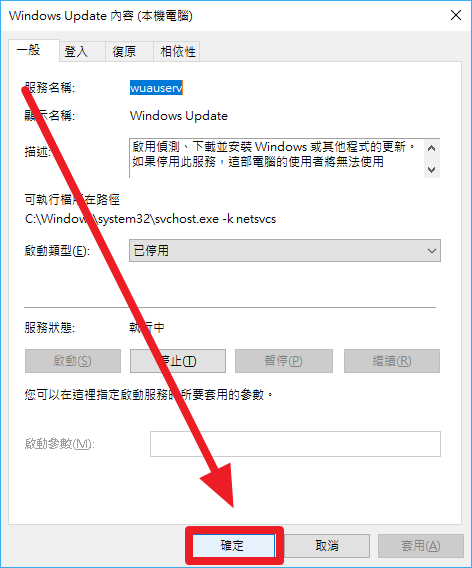 Windows Update 內容 (本機電腦)
一般 登入 復原 相依性
服務名稱: wuauserv
顯示名稱: Windows Update
描述: 啟用偵測、下載並安裝 Windows 或其他程式的更新。
如果停用此服務，這部電腦的使用者將無法使用
可執行檔所在路徑
C:\Windows\system32\svchost.exe -k netsvcs
啟動類型(E): 已停用
服務狀態: 執行中
啟動(S) 停止(T) 暫停(P) 繼續(R)
您可以在這裡指定啟動服務時所要套用的參數。
啟動參數(M):
確定 取消 套用(A)